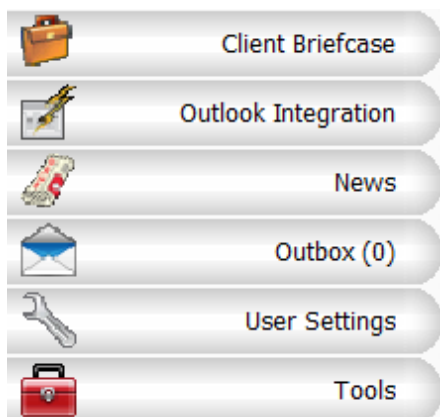 Client Briefcase
Outlook Integration
News
Outbox (0)
User Settings
Tools